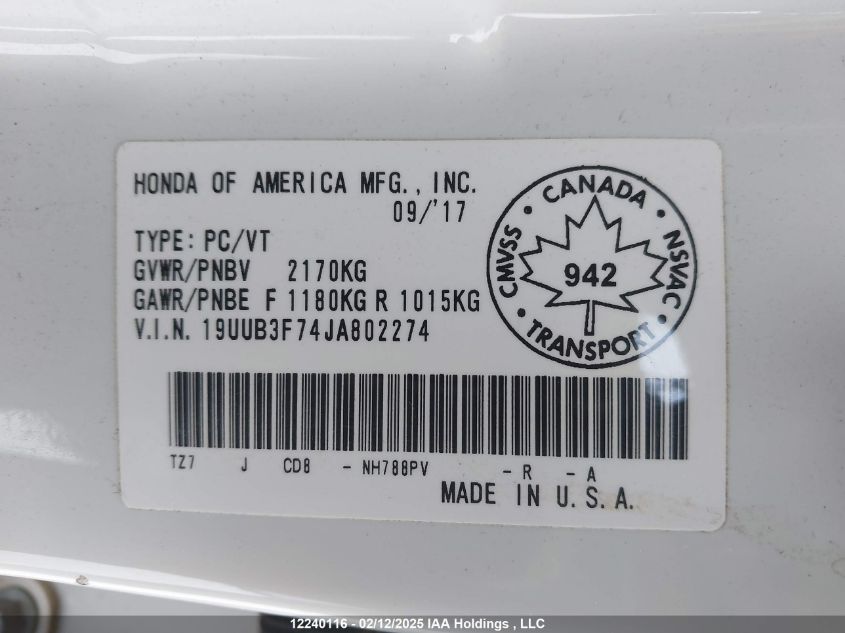 HONDA OF AMERICA MFG., INC.
09/'17
TYPE: PC/VT
GVWR/PNBV 2170KG
GAWR/PNBE F 1180KG R 1015KG
V.I.N. 19UUB3F74JA802274
• CANADA •
CMVSS
NSVAC
942
• TRANSPORT •
TZ7 J CD8 - NH788PV - R - A
MADE IN U.S.A.
12240116 - 02/12/2025 IAA Holdings , LLC